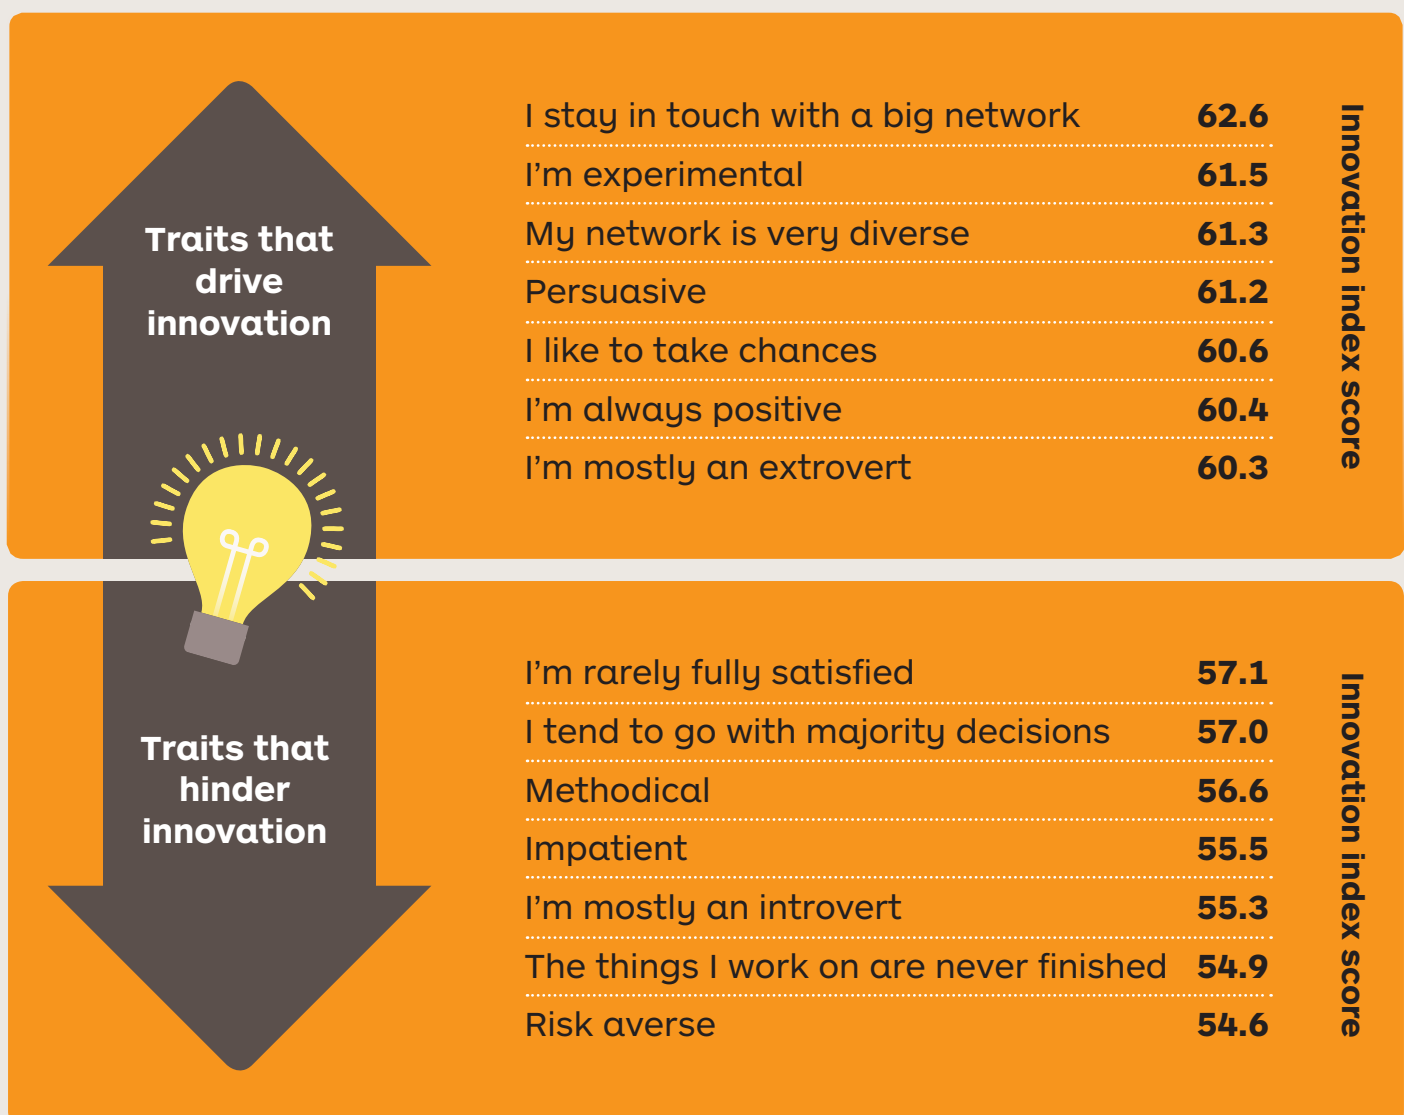 Traits that
drive
innovation
I stay in touch with a big network 62.6
I’m experimental 61.5
My network is very diverse 61.3
Persuasive 61.2
I like to take chances 60.6
I’m always positive 60.4
I’m mostly an extrovert 60.3
Innovation index score
Traits that
hinder
innovation
I’m rarely fully satisfied 57.1
I tend to go with majority decisions 57.0
Methodical 56.6
Impatient 55.5
I’m mostly an introvert 55.3
The things I work on are never finished 54.9
Risk averse 54.6
Innovation index score